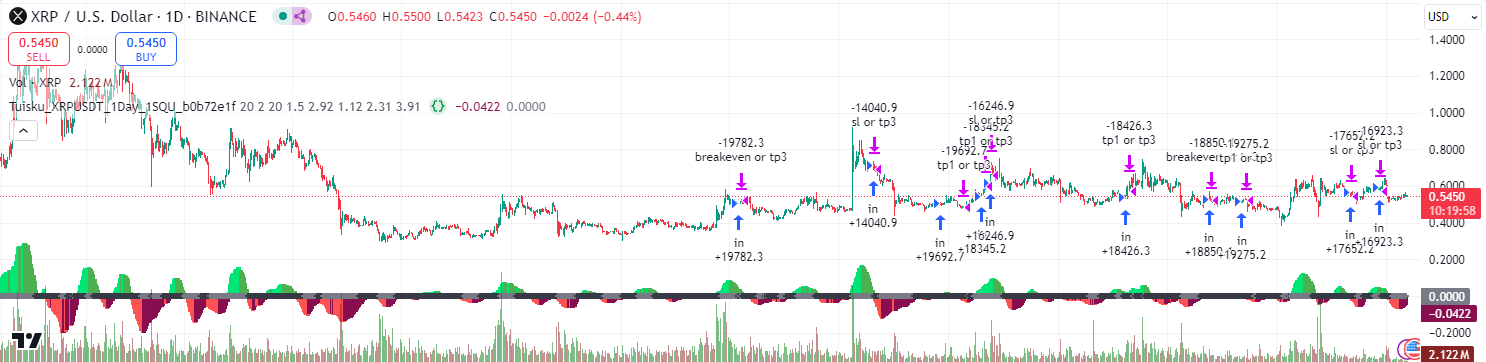 XRP / U.S. Dollar · 1D · BINANCE
O0.5460 H0.5500 L0.5423 C0.5450 −0.0024 (−0.44%)
USD
0.5450
SELL
0.0000
0.5450
BUY
Vol · XRP 2.122 M
Tuisku_XRPUSDT_1Day_1SQU_b0b72e1f 20 2 20 1.5 2.92 1.12 2.31 3.91 {} −0.0422 0.0000
-19782.3
breakeven or tp3
in
+19782.3
-14040.9
sl or tp3
in
+14040.9
-19692.7
tp1 or tp3
in
+19692.7
-16246.9
sl or tp3
-18345.2
tp1 or tp3
in
+16246.9
+18345.2
-18426.3
tp1 or tp3
in
+18426.3
-18850
breakeven
in
+18850
-19275.2
tp1 or tp3
in
+19275.2
-17652.2
sl or tp3
in
+17652.2
-16923.3
sl or tp3
in
+16923.3
1.4000
1.2000
1.0000
0.8000
0.6000
0.5450
10:19:58
0.4000
0.2000
0.0000
−0.0422
−0.2000
2.122 M